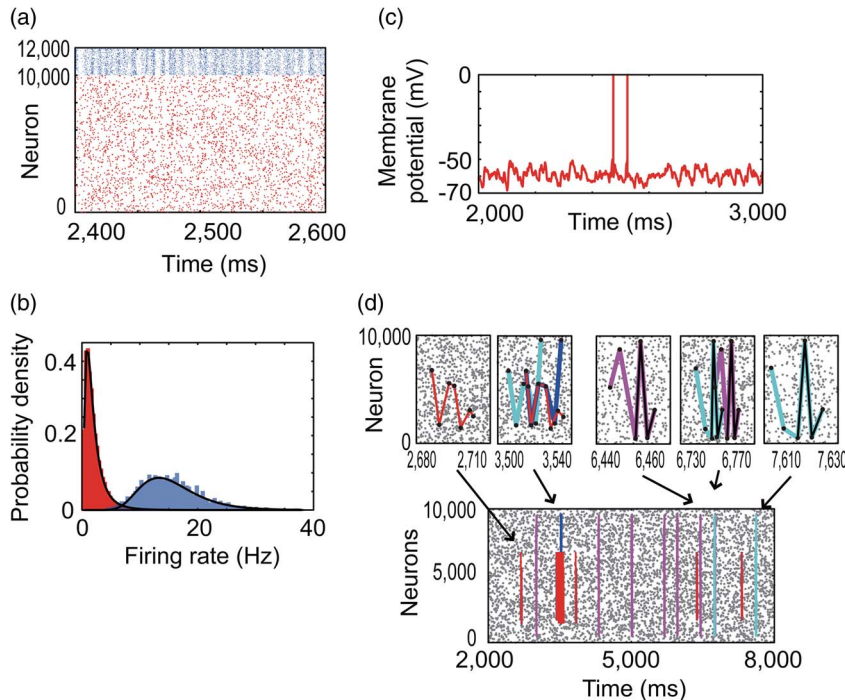 (a)
12,000
10,000
0
Neuron
2,400 2,500 2,600
Time (ms)
(c)
0
-50
-70
Membrane
potential (mV)
2,000 3,000
Time (ms)
(b)
0.4
0.2
0
Probability density
0 20 40
Firing rate (Hz)
(d)
10,000
0
Neuron
2,680 2,710 3,500 3,540 6,440 6,460 6,730 6,770 7,610 7,630
10,000
5,000
0
Neurons
2,000 5,000 8,000
Time (ms)